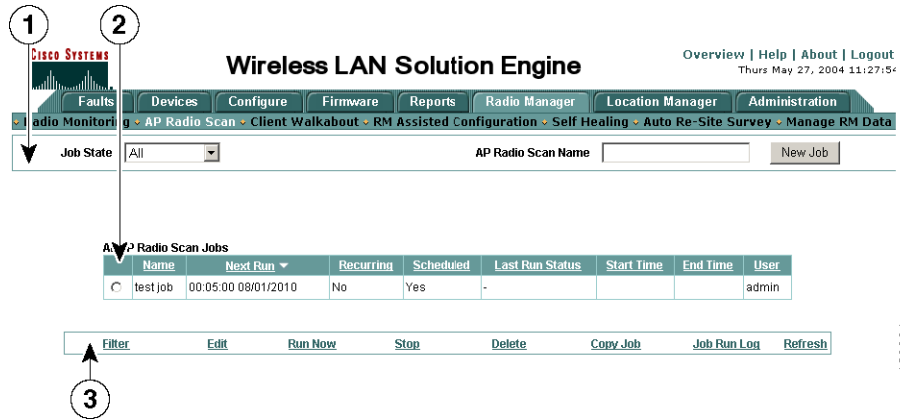 1
2
CISCO SYSTEMS
Wireless LAN Solution Engine
Overview | Help | About | Logout
Thurs May 27, 2004 11:27:54
Faults Devices Configure Firmware Reports Radio Manager Location Manager Administration
Radio Monitoring AP Radio Scan Client Walkabout RM Assisted Configuration Self Healing Auto Re-Site Survey Manage RM Data
Job State All AP Radio Scan Name New Job
P Radio Scan Jobs
Name Next Run Recurring Scheduled Last Run Status Start Time End Time User
test job 00:05:00 08/01/2010 No Yes - admin
Filter Edit Run Now Stop Delete Copy Job Job Run Log Refresh
3